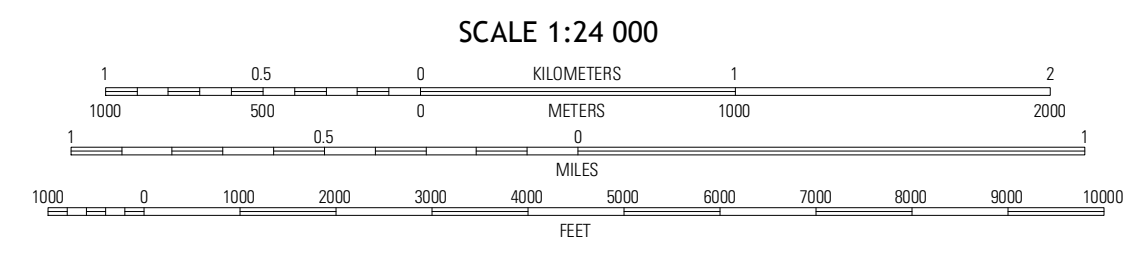 SCALE 1:24 000
1 0.5 0 KILOMETERS 1 2
1000 500 0 METERS 1000 2000
1 0.5 0 1
MILES
1000 0 1000 2000 3000 4000 5000 6000 7000 8000 9000 10000
FEET